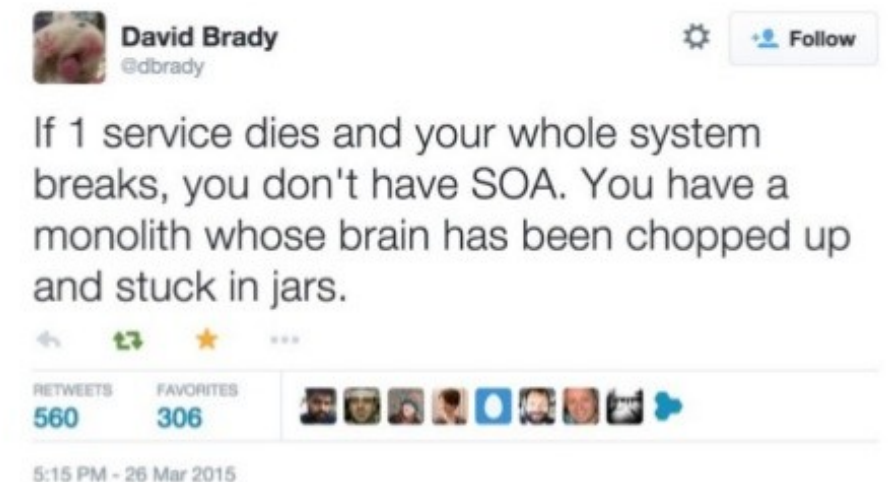 David Brady
@dbrady
Follow
If 1 service dies and your whole system
breaks, you don't have SOA. You have a
monolith whose brain has been chopped up
and stuck in jars.
RETWEETS FAVORITES
560 306
5:15 PM - 26 Mar 2015